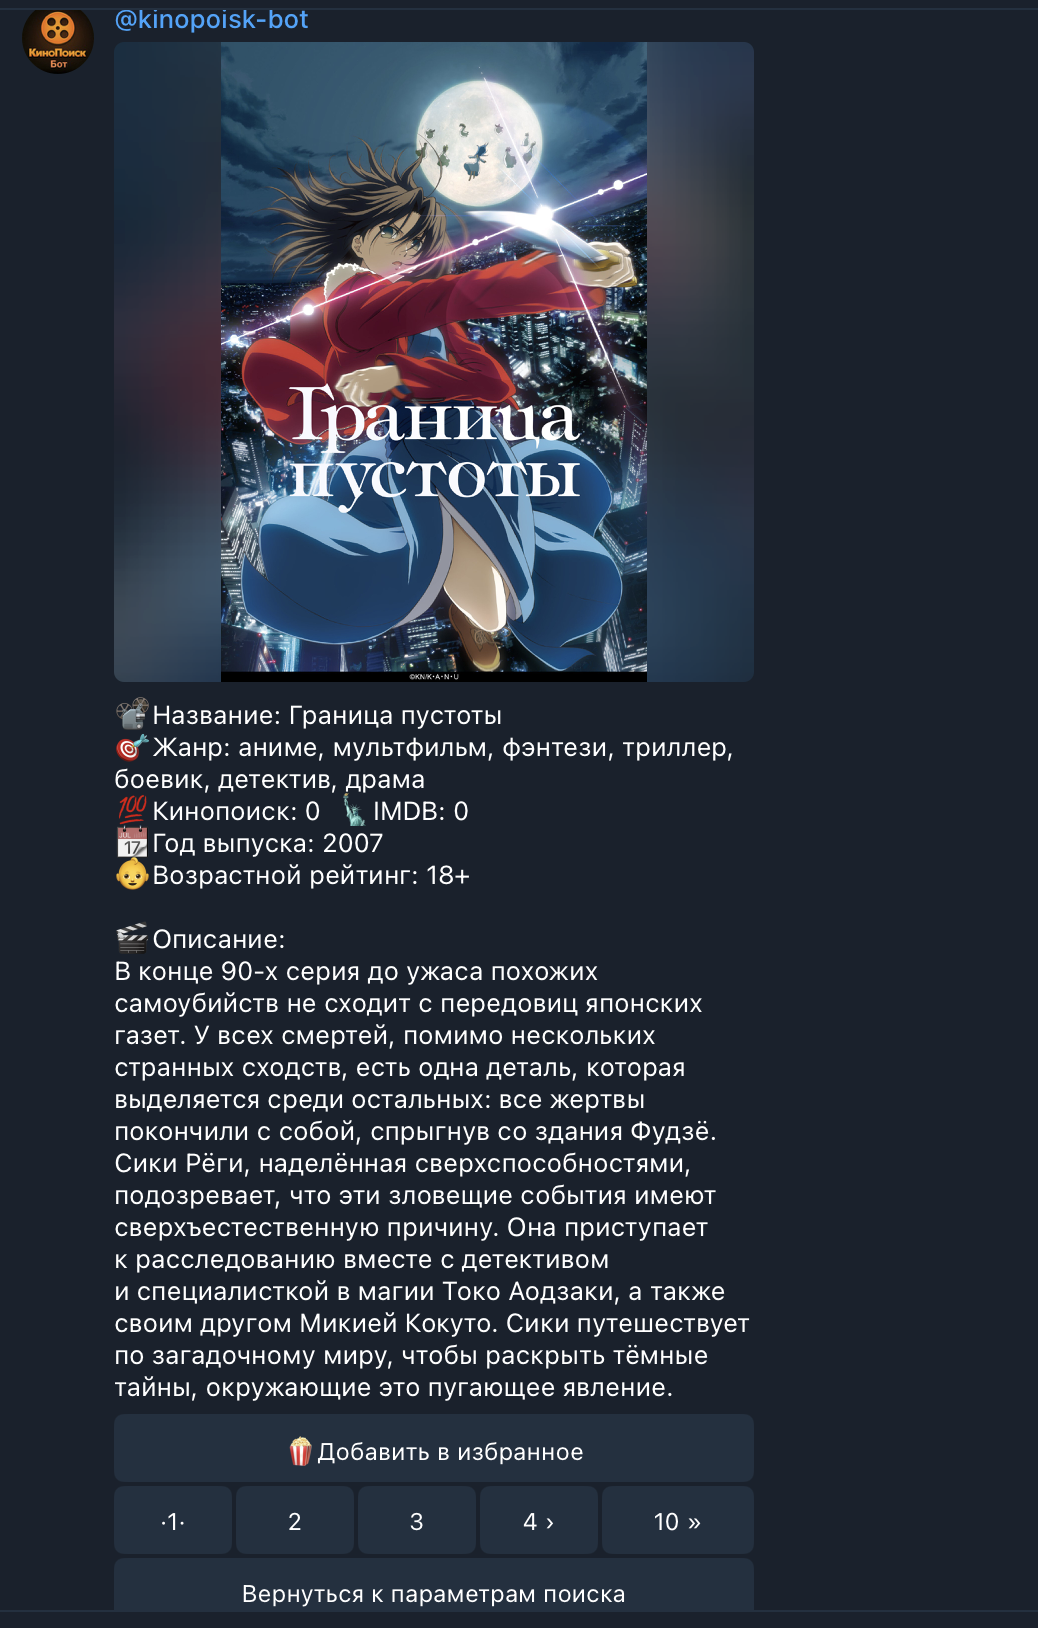 @kinopoisk-bot
КиноПоиск
Бот
Граница
пустоты
©KN/K·A·N·U
📽Название: Граница пустоты
🎯Жанр: аниме, мультфильм, фэнтези, триллер,
боевик, детектив, драма
💯Кинопоиск: 0 🗽IMDB: 0
📅Год выпуска: 2007
👶Возрастной рейтинг: 18+
🎬Описание:
В конце 90-х серия до ужаса похожих
самоубийств не сходит с передовиц японских
газет. У всех смертей, помимо нескольких
странных сходств, есть одна деталь, которая
выделяется среди остальных: все жертвы
покончили с собой, спрыгнув со здания Фудзё.
Сики Рёги, наделённая сверхспособностями,
подозревает, что эти зловещие события имеют
сверхъестественную причину. Она приступает
к расследованию вместе с детективом
и специалисткой в магии Токо Аодзаки, а также
своим другом Микией Кокуто. Сики путешествует
по загадочному миру, чтобы раскрыть тёмные
тайны, окружающие это пугающее явление.
🍿Добавить в избранное
·1· 2 3 4 › 10 »
Вернуться к параметрам поиска